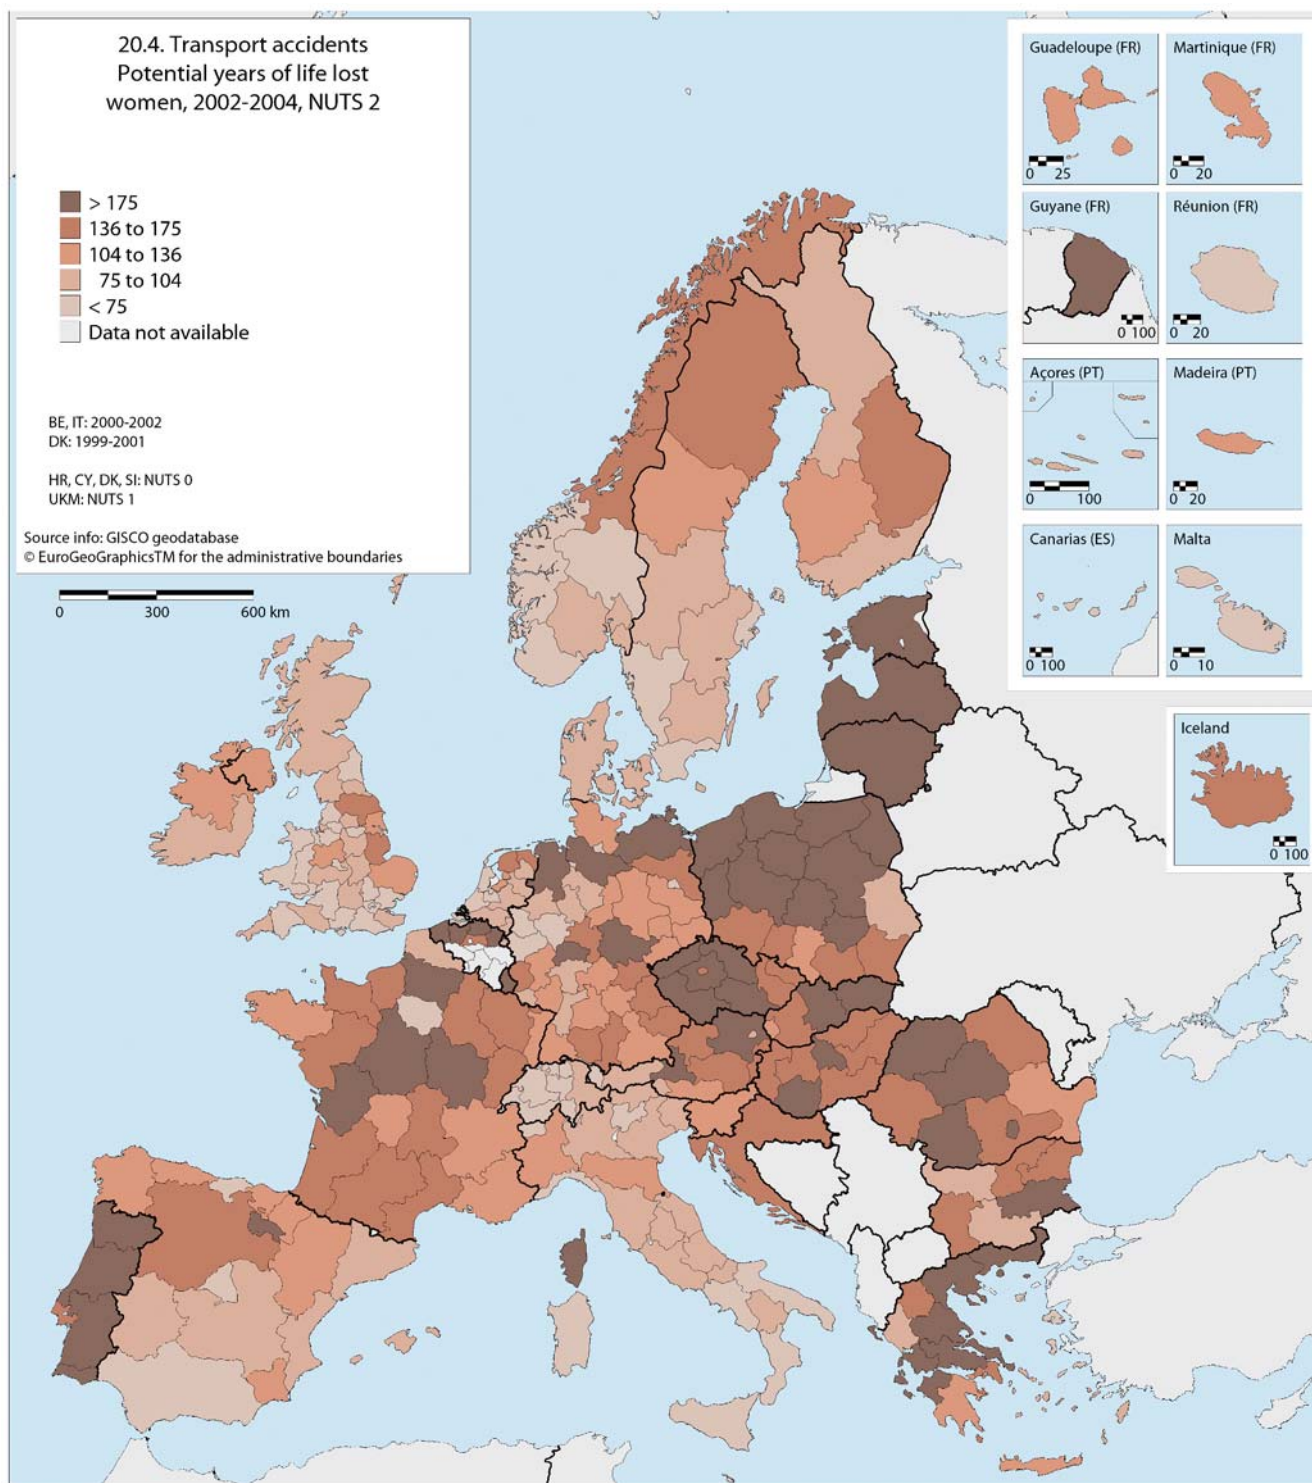 20.4. Transport accidents
Potential years of life lost
women, 2002-2004, NUTS 2
> 175
136 to 175
104 to 136
75 to 104
< 75
Data not available
BE, IT: 2000-2002
DK: 1999-2001
HR, CY, DK, SI: NUTS 0
UKM: NUTS 1
Source info: GISCO geodatabase
© EuroGeoGraphicsTM for the administrative boundaries
0 300 600 km
Guadeloupe (FR)
0 25
Martinique (FR)
0 20
Guyane (FR)
0 100
Réunion (FR)
0 20
Açores (PT)
0 100
Madeira (PT)
0 20
Canarias (ES)
0 100
Malta
0 10
Iceland
0 100